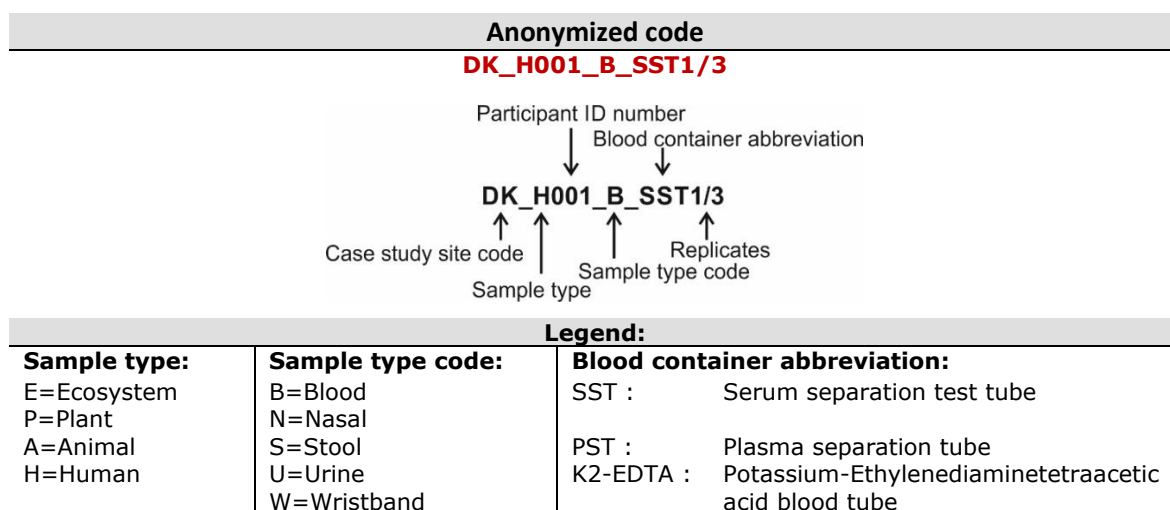 Anonymized code
DK_H001_B_SST1/3
Participant ID number
Blood container abbreviation
DK_H001_B_SST1/3
Case study site code
Replicates
Sample type code
Sample type
Legend:
Sample type: Sample type code: Blood container abbreviation:
E=Ecosystem B=Blood SST : Serum separation test tube
P=Plant N=Nasal
A=Animal S=Stool PST : Plasma separation tube
H=Human U=Urine K2-EDTA : Potassium-Ethylenediaminetetraacetic
W=Wristband acid blood tube